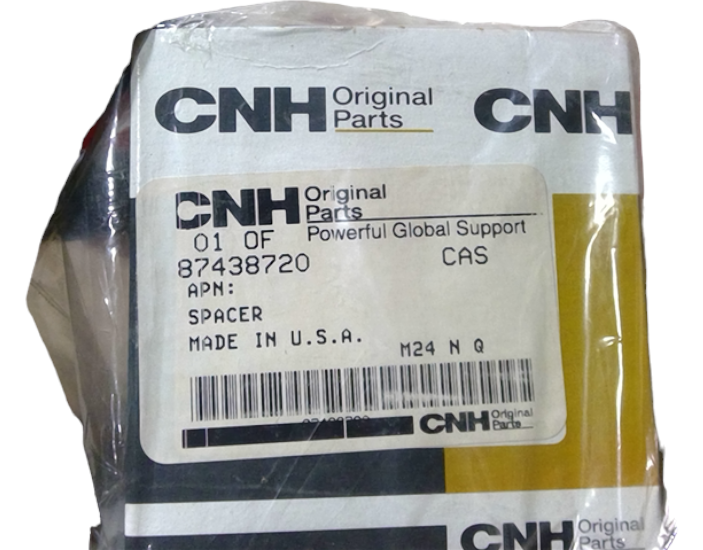 CNH Original Parts CNH
CNH Original Parts
Powerful Global Support
01 OF
87438720 CAS
APN:
SPACER
MADE IN U.S.A.
M24 N Q
CNH Original Parts
CNH Original Parts